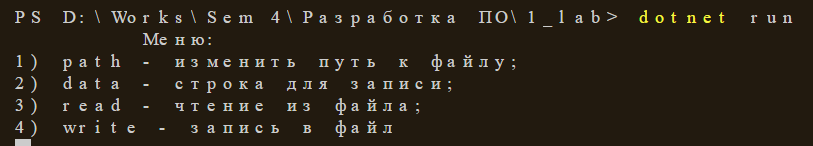 PS D:\Works\Sem 4\Разработка ПО\1_lab> dotnet run
Меню:
1) path - изменить путь к файлу;
2) data - строка для записи;
3) read - чтение из файла;
4) write - запись в файл